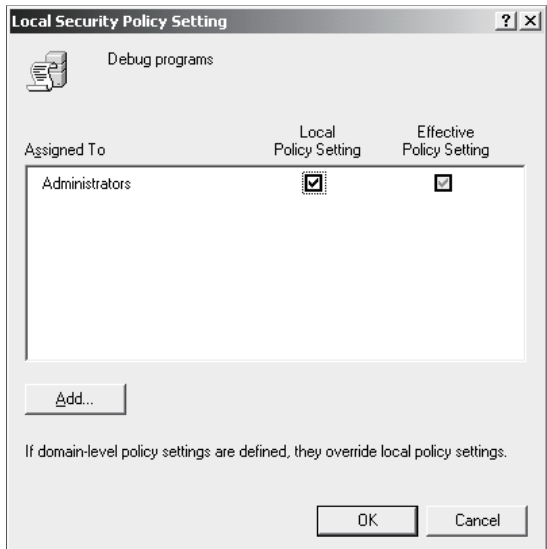 Local Security Policy Setting
Debug programs
Local Effective
Assigned To Policy Setting Policy Setting
Administrators
Add...
If domain-level policy settings are defined, they override local policy settings.
OK Cancel